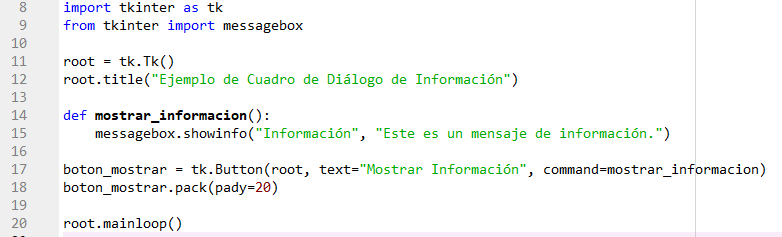 8 import tkinter as tk
9 from tkinter import messagebox
10
11 root = tk.Tk()
12 root.title("Ejemplo de Cuadro de Diálogo de Información")
13
14 def mostrar_informacion():
15     messagebox.showinfo("Información", "Este es un mensaje de información.")
16
17 boton_mostrar = tk.Button(root, text="Mostrar Información", command=mostrar_informacion)
18 boton_mostrar.pack(pady=20)
19
20 root.mainloop()